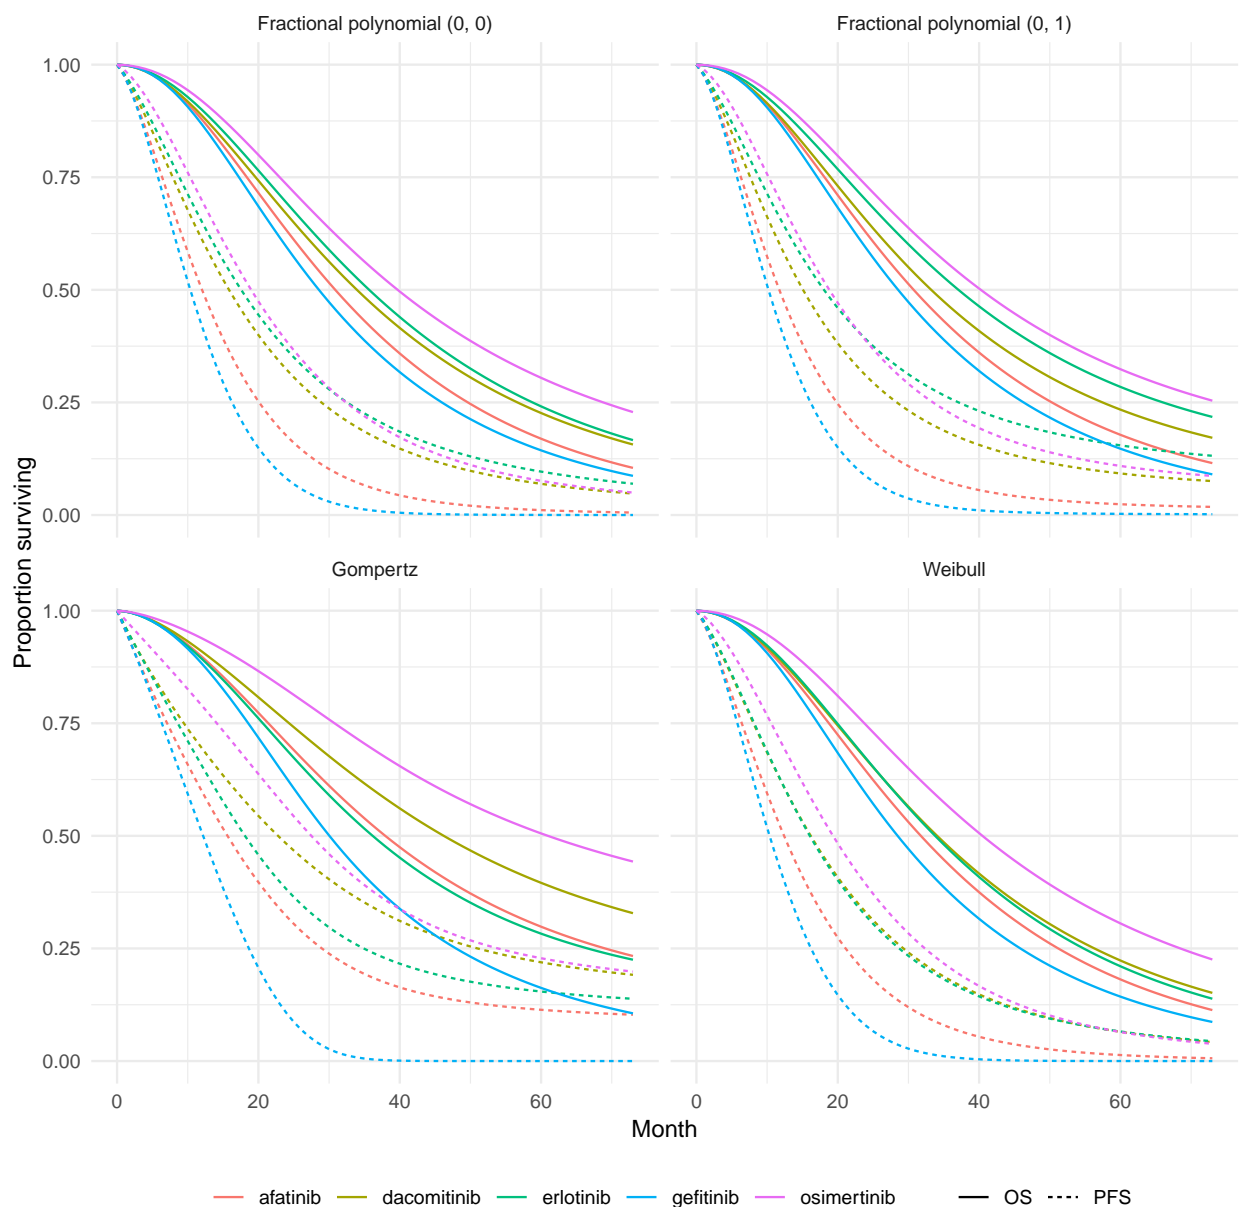 Fractional polynomial (0, 0)
Fractional polynomial (0, 1)
1.00
0.75
0.50
0.25
0.00
Gompertz
Weibull
1.00
0.75
0.50
0.25
0.00
Proportion surviving
0 20 40 60
0 20 40 60
Month
afatinib dacomitinib erlotinib gefitinib osimertinib OS PFS